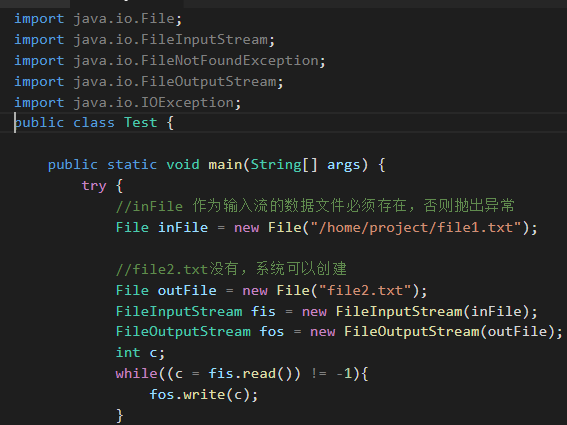 import java.io.File;
import java.io.FileInputStream;
import java.io.FileNotFoundException;
import java.io.FileOutputStream;
import java.io.IOException;
public class Test {
    public static void main(String[] args) {
        try {
            //inFile 作为输入流的数据文件必须存在，否则抛出异常
            File inFile = new File("/home/project/file1.txt");
            //file2.txt没有，系统可以创建
            File outFile = new File("file2.txt");
            FileInputStream fis = new FileInputStream(inFile);
            FileOutputStream fos = new FileOutputStream(outFile);
            int c;
            while((c = fis.read()) != -1){
                fos.write(c);
            }